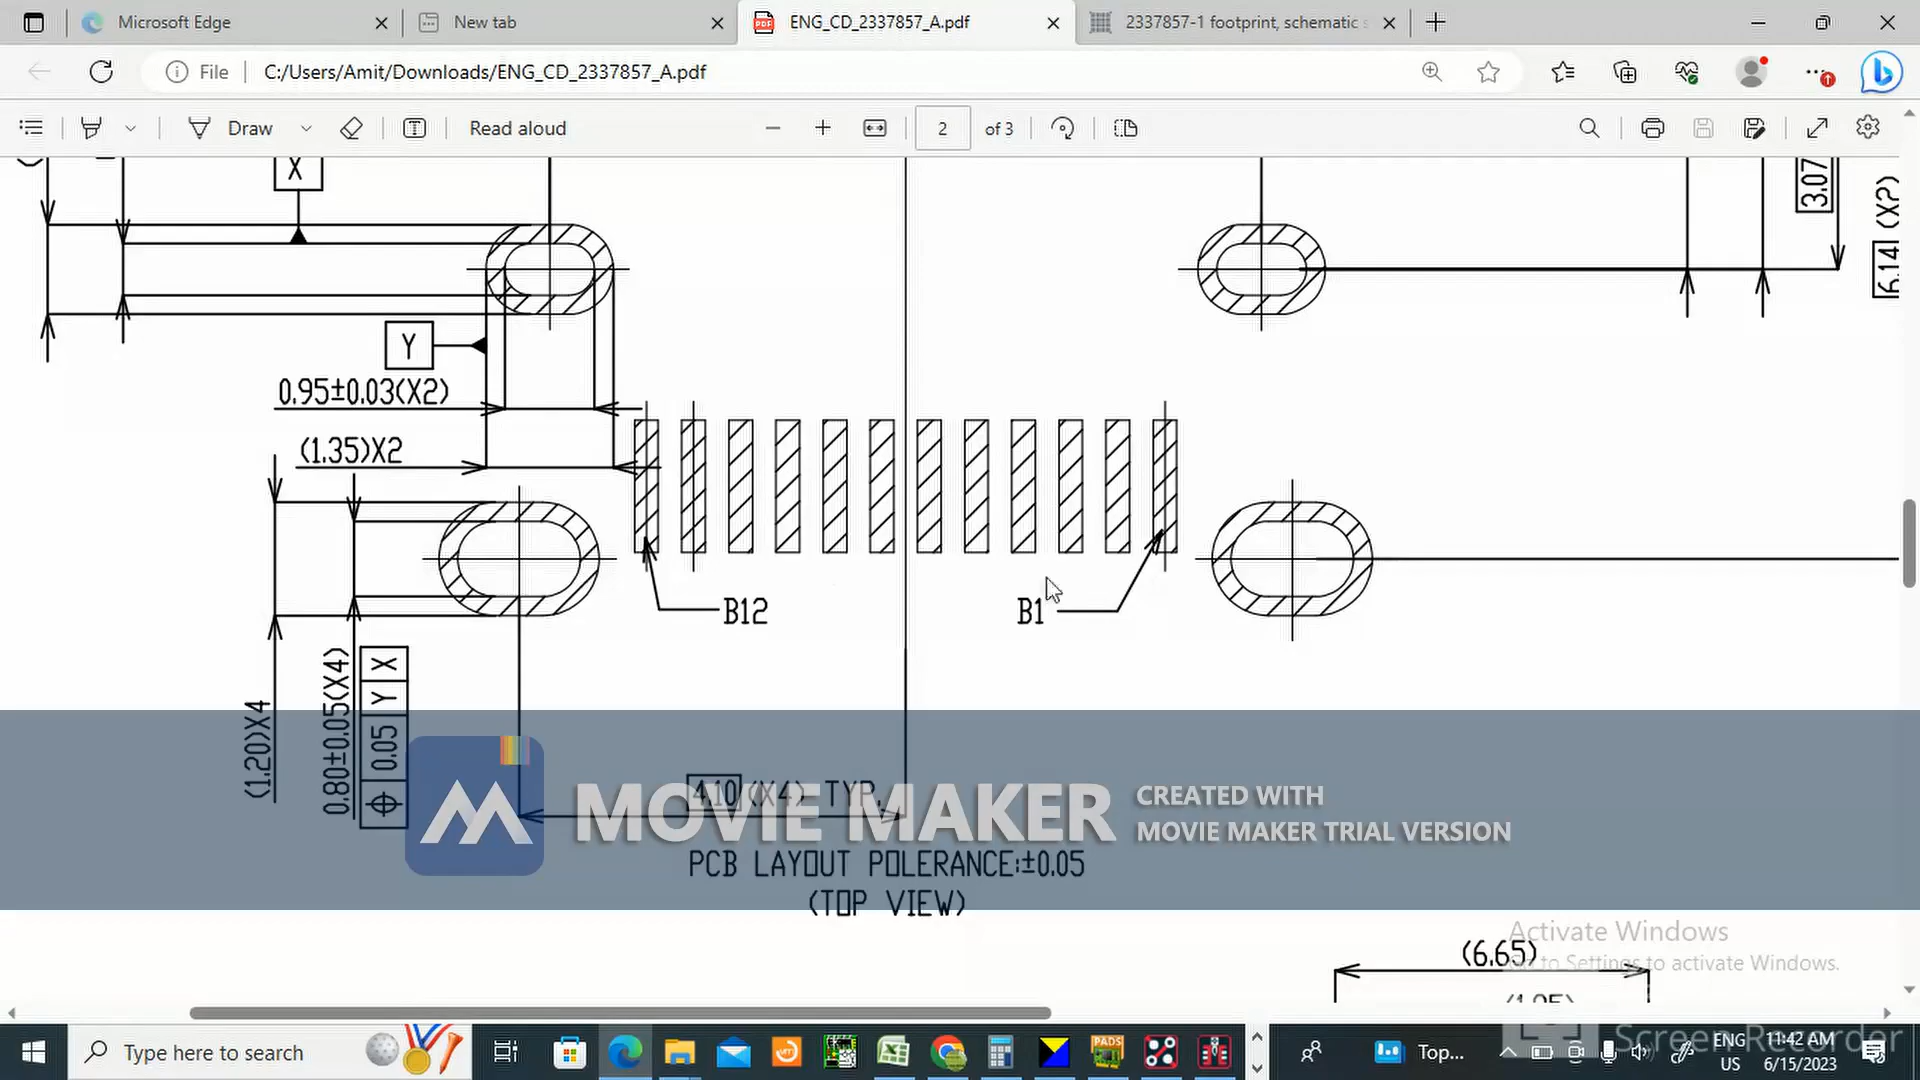 Microsoft Edge
New tab
ENG_CD_2337857_A.pdf
2337857-1 footprint, schematic
File
C:/Users/Amit/Downloads/ENG_CD_2337857_A.pdf
Draw
Read aloud
2 of 3
X
3.07
6.14 (X2)
Y
0.95±0.03(X2)
(1.35)X2
B12
B1
(1.20)X4
0.80±0.05(X4)
0.05 Y X
4.10 (X4) TYP.
MOVIE MAKER
CREATED WITH
MOVIE MAKER TRIAL VERSION
PCB LAYOUT POLERANCE:±0.05
(TOP VIEW)
Activate Windows
Go to Settings to activate Windows.
(6.65)
Screen Recorder
Type here to search
PADS
Top...
ENG
US
11:42 AM
6/15/2023